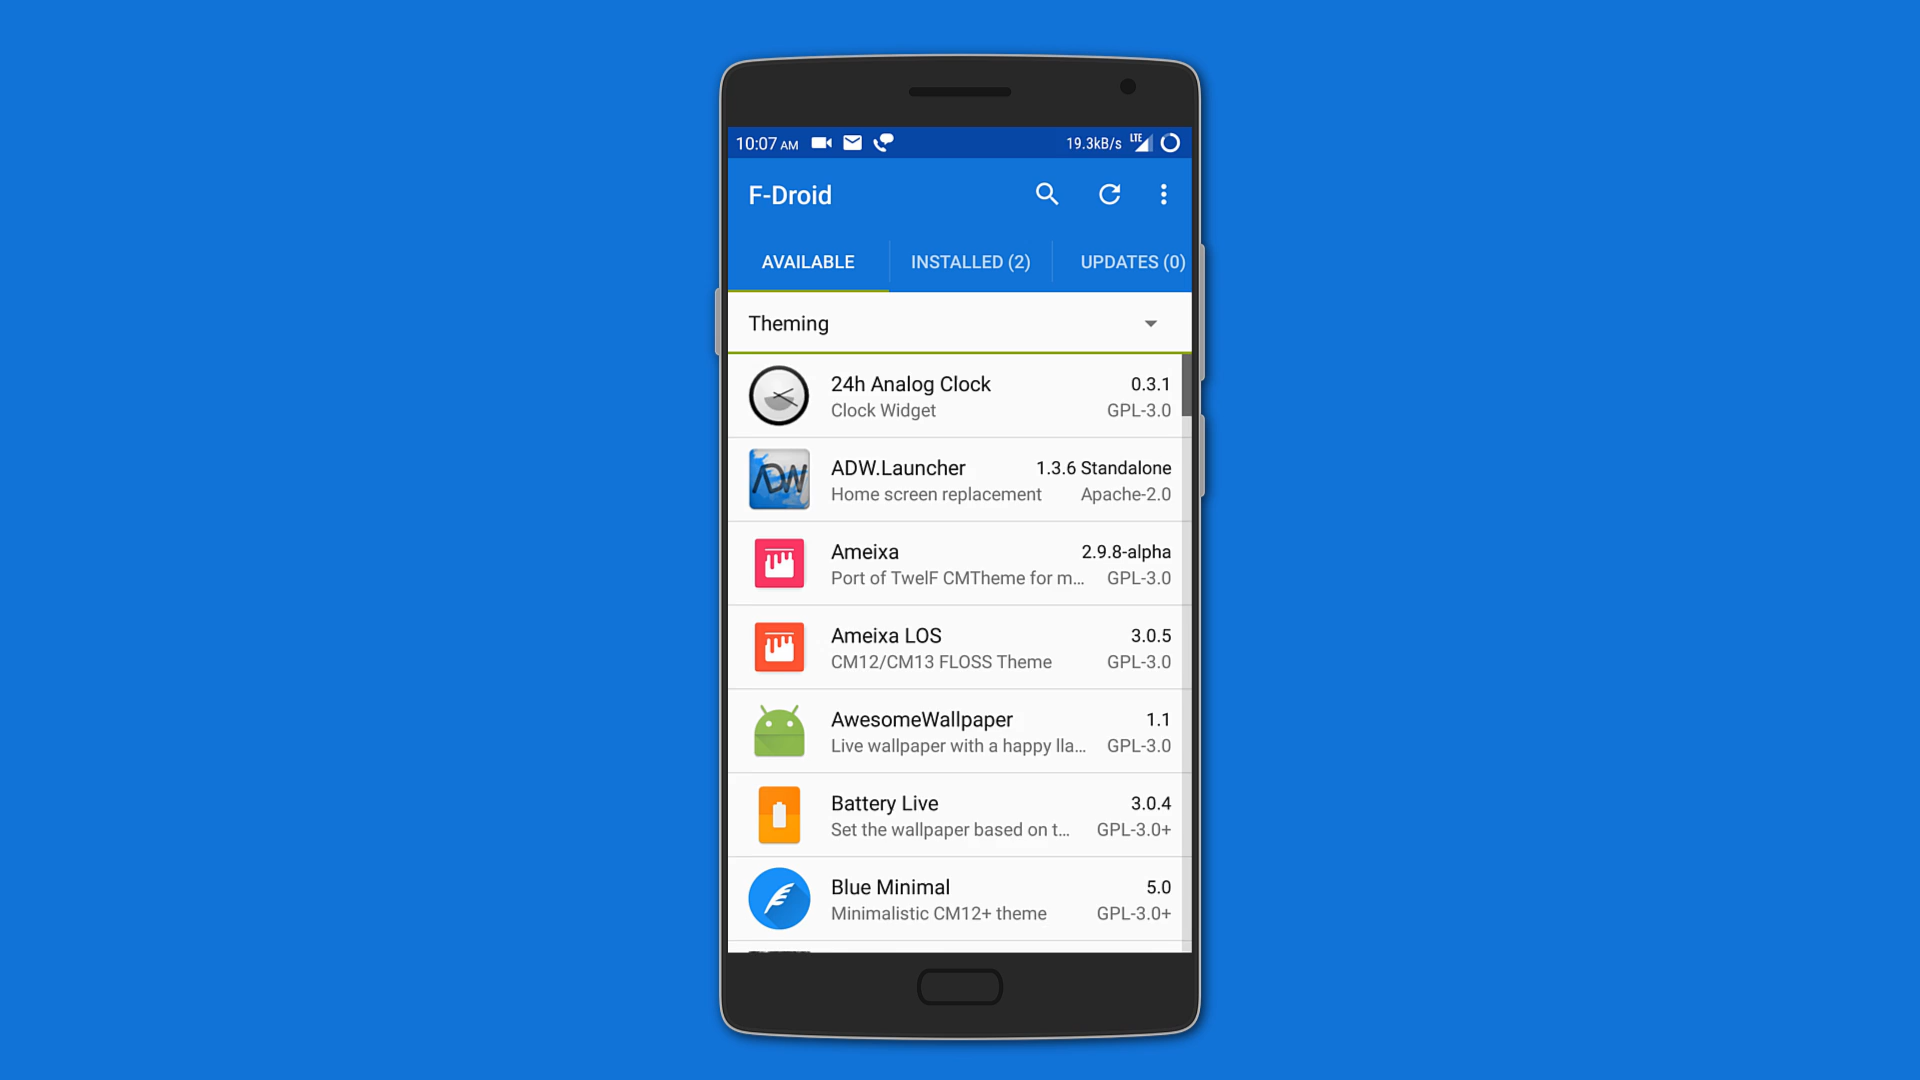 10:07 AM 19.3kB/s LTE
F-Droid
AVAILABLE INSTALLED (2) UPDATES (0)
Theming
24h Analog Clock 0.3.1
Clock Widget GPL-3.0
ADW ADW.Launcher 1.3.6 Standalone
Home screen replacement Apache-2.0
Ameixa 2.9.8-alpha
Port of TwelF CMTheme for m... GPL-3.0
Ameixa LOS 3.0.5
CM12/CM13 FLOSS Theme GPL-3.0
AwesomeWallpaper 1.1
Live wallpaper with a happy lla... GPL-3.0
Battery Live 3.0.4
Set the wallpaper based on t... GPL-3.0+
Blue Minimal 5.0
Minimalistic CM12+ theme GPL-3.0+